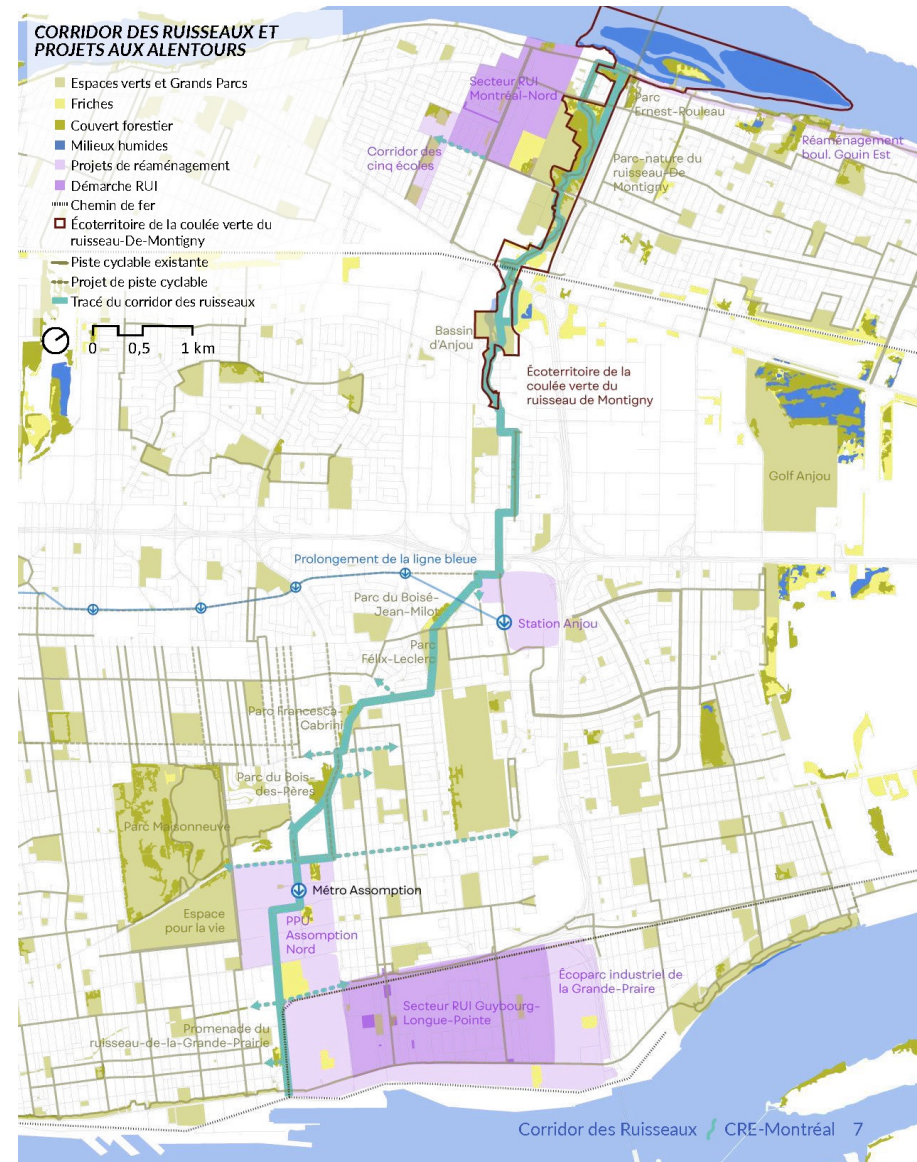 CORRIDOR DES RUISSEAUX ET
PROJETS AUX ALENTOURS
Espaces verts et Grands Parcs
Friches
Couvert forestier
Milieux humides
Projets de réaménagement
Démarche RUI
Chemin de fer
Écoterritoire de la coulée verte du
ruisseau-De-Montigny
Piste cyclable existante
Projet de piste cyclable
Tracé du corridor des ruisseaux
0 0,5 1 km
Secteur RUI
Montréal-Nord
Corridor des
cinq écoles
Parc
Ernest-Rouleau
Parc-nature du
ruisseau-De
Montigny
Réaménagement
boul. Gouin Est
Bassin
d'Anjou
Écoterritoire de la
coulée verte du
ruisseau de Montigny
Golf Anjou
Prolongement de la ligne bleue
Parc du Boisé-
Jean-Milot
Station Anjou
Parc
Félix-Leclerc
Parc Francesca-
Cabrini
Parc du Bois-
des-Pères
Parc Maisonneuve
Métro Assomption
Espace
pour la vie
PPU
Assomption
Nord
Écoparc industriel de
la Grande-Praire
Secteur RUI Guybourg-
Longue-Pointe
Promenade du
ruisseau-de-la-Grande-Prairie
Corridor des Ruisseaux / CRE-Montréal 7